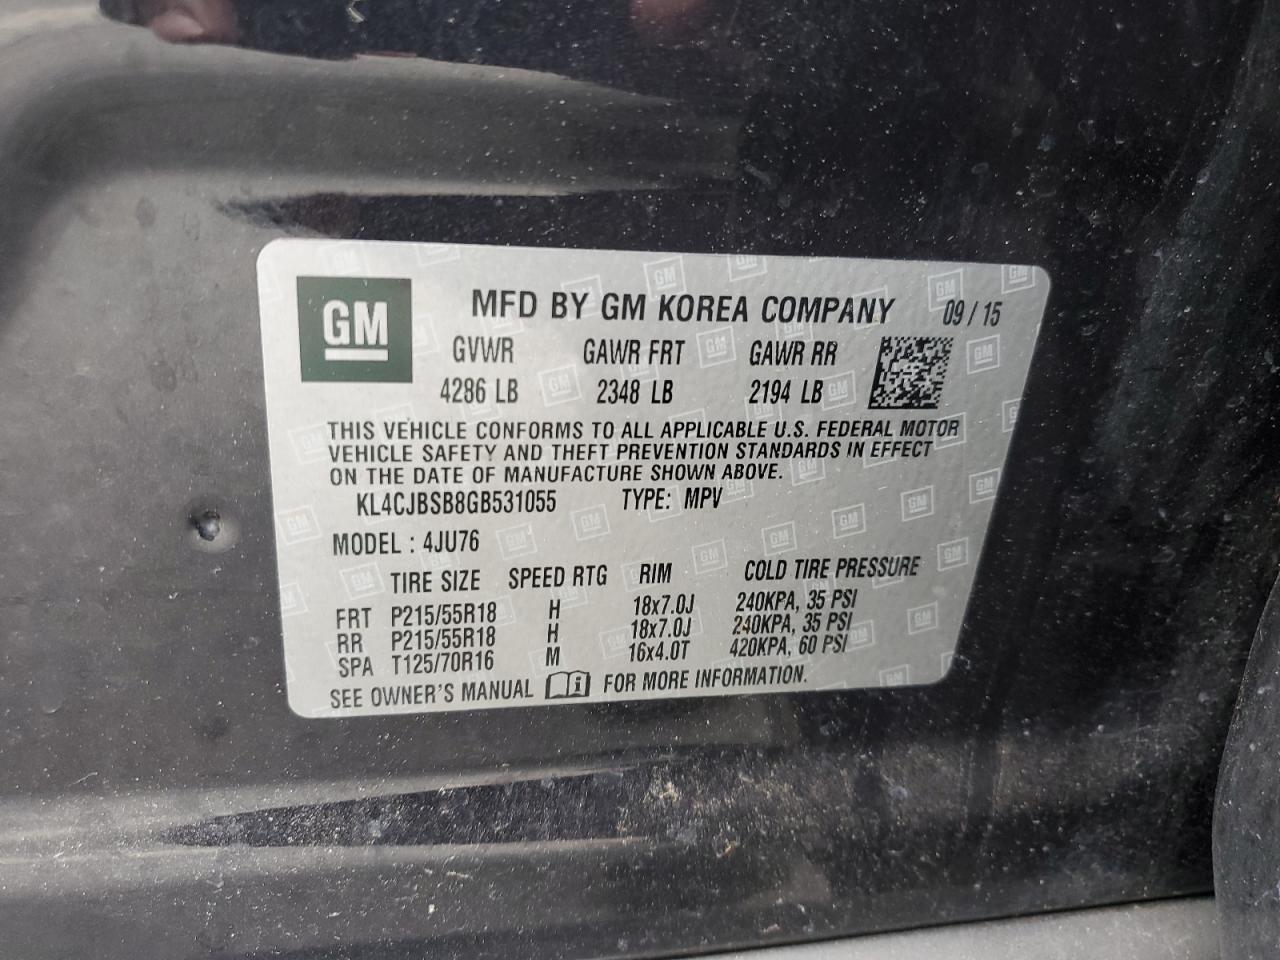 GM
MFD BY GM KOREA COMPANY 09 / 15
GVWR GAWR FRT GAWR RR
4286 LB 2348 LB 2194 LB
THIS VEHICLE CONFORMS TO ALL APPLICABLE U.S. FEDERAL MOTOR
VEHICLE SAFETY AND THEFT PREVENTION STANDARDS IN EFFECT
ON THE DATE OF MANUFACTURE SHOWN ABOVE.
KL4CJBSB8GB531055 TYPE: MPV
MODEL : 4JU76
TIRE SIZE SPEED RTG RIM COLD TIRE PRESSURE
FRT P215/55R18 H 18x7.0J 240KPA, 35 PSI
RR P215/55R18 H 18x7.0J 240KPA, 35 PSI
SPA T125/70R16 M 16x4.0T 420KPA, 60 PSI
SEE OWNER'S MANUAL i FOR MORE INFORMATION.